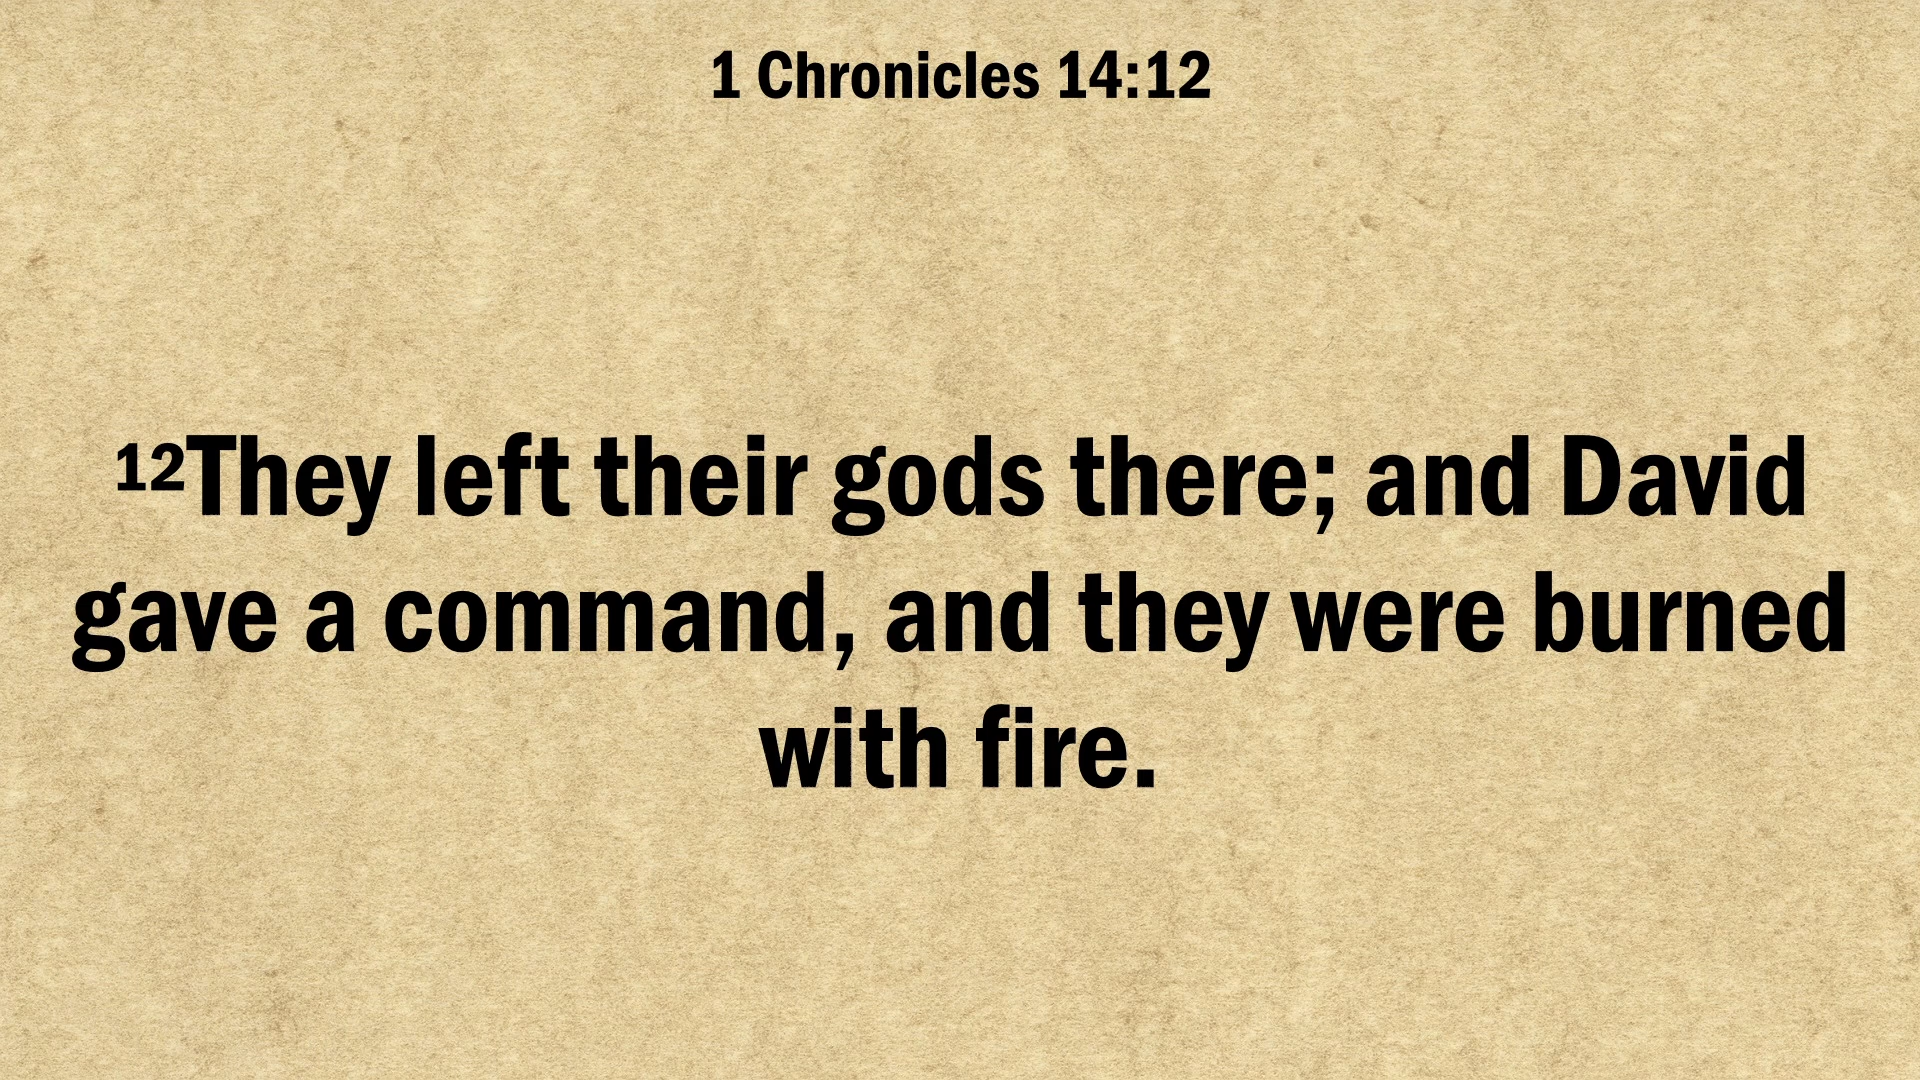 1 Chronicles 14:12
¹²They left their gods there; and David
gave a command, and they were burned
with fire.